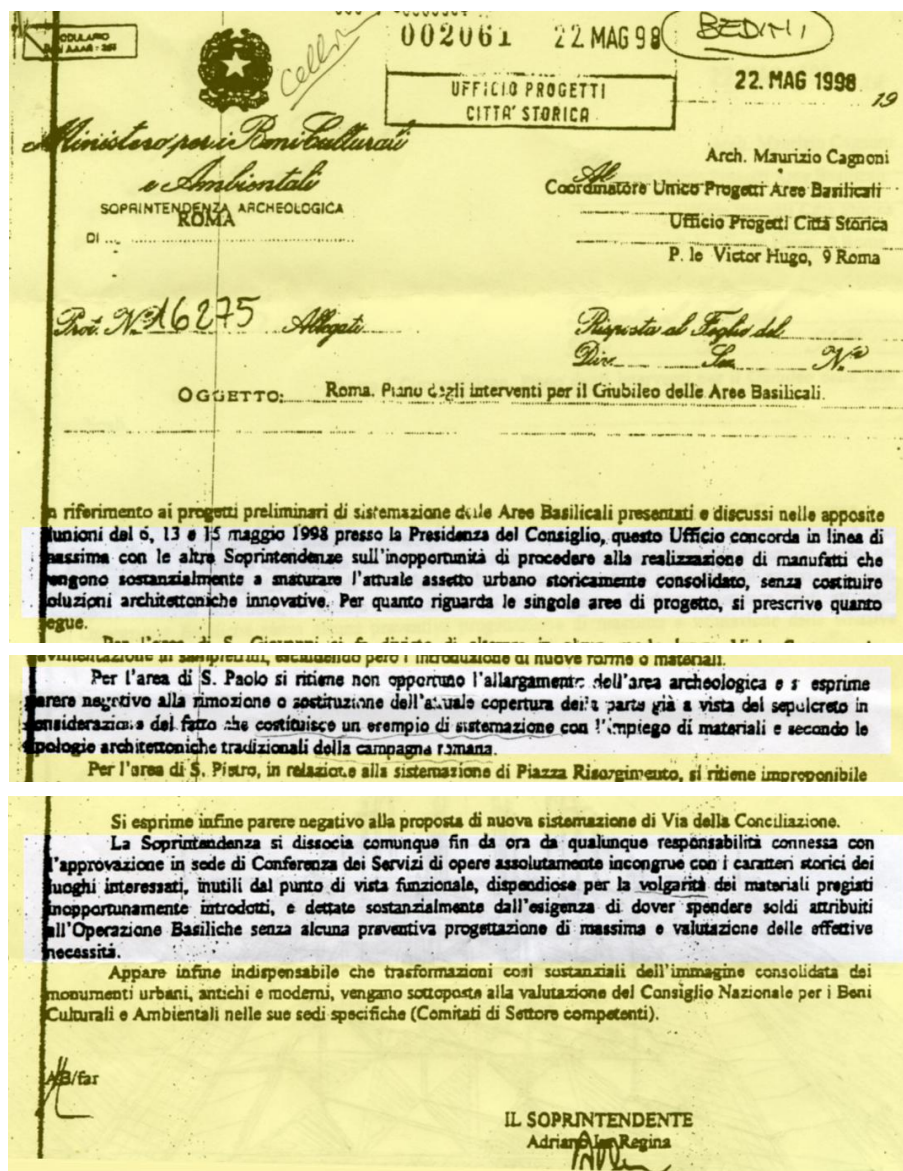 MODULARIO
002061 22 MAG 98 BEDINI
22. MAG 1998
19
UFFICIO PROGETTI
CITTA' STORICA
Ministero per i Beni Culturali
e Ambientali
SOPRINTENDENZA ARCHEOLOGICA
DI ROMA
Al
Arch. Maurizio Cagnoni
Coordinatore Unico Progetti Aree Basilicali
Ufficio Progetti Città Storica
P. le Victor Hugo, 9 Roma
Prot. N. 16275 Allegati
Risposta al Foglio del
Div. Sez. N.º
OGGETTO: Roma. Piano degli interventi per il Giubileo delle Aree Basilicali.
In riferimento ai progetti preliminari di sistemazione delle Aree Basilicali presentati e discussi nelle apposite
riunioni del 6, 13 e 15 maggio 1998 presso la Presidenza del Consiglio, questo Ufficio concorda in linea di
massima con le altre Soprintendenze sull'inopportunità di procedere alla realizzazione di manufatti che
vengono sostanzialmente a snaturare l'attuale assetto urbano storicamente consolidato, senza costituire
soluzioni architettoniche innovative. Per quanto riguarda le singole aree di progetto, si prescrive quanto
segue.
pavimentazione in sampietrini, escludendo però l'introduzione di nuove forme o materiali.
Per l'area di S. Paolo si ritiene non opportuno l'allargamento dell'area archeologica e si esprime
parere negativo alla rimozione o sostituzione dell'attuale copertura della parte già a vista del sepolcreto in
considerazione del fatto che costituisce un esempio di sistemazione con l'impiego di materiali e secondo le
tipologie architettoniche tradizionali della campagna romana.
Per l'area di S. Pietro, in relazione alla sistemazione di Piazza Risorgimento, si ritiene improponibile
Si esprime infine parere negativo alla proposta di nuova sistemazione di Via della Conciliazione.
La Soprintendenza si dissocia comunque fin da ora da qualunque responsabilità connessa con
l'approvazione in sede di Conferenza dei Servizi di opere assolutamente incongrue con i caratteri storici dei
luoghi interessati, inutili dal punto di vista funzionale, dispendiose per la volgarità dei materiali pregiati
inopportunamente introdotti, e dettate sostanzialmente dall'esigenza di dover spendere soldi attribuiti
all'Operazione Basiliche senza alcuna preventiva progettazione di massima e valutazione delle effettive
necessità.
Appare infine indispensabile che trasformazioni così sostanziali dell'immagine consolidata dei
monumenti urbani, antichi e moderni, vengano sottoposte alla valutazione del Consiglio Nazionale per i Beni
Culturali e Ambientali nelle sue sedi specifiche (Comitati di Settore competenti).
AB/far
IL SOPRINTENDENTE
Adriano La Regina